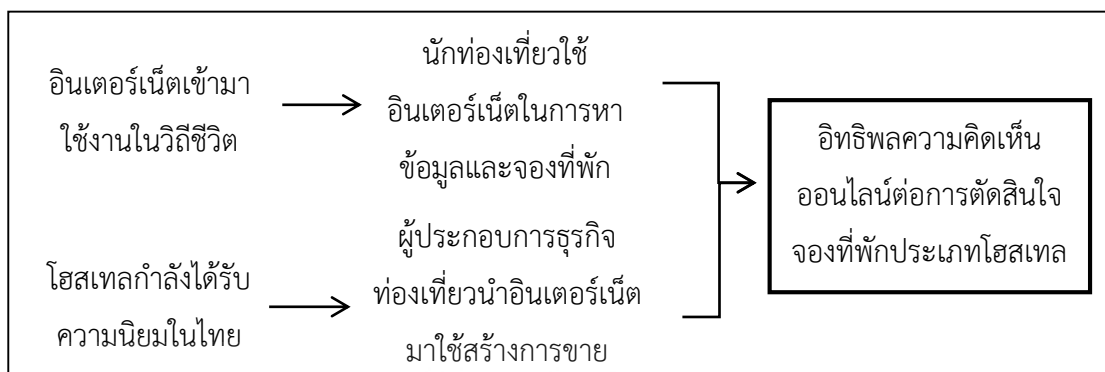 อินเตอร์เน็ตเข้ามา
ใช้งานในวิถีชีวิต
นักท่องเที่ยวใช้
อินเตอร์เน็ตในการหา
ข้อมูลและจองที่พัก
โฮสเทลกำลังได้รับ
ความนิยมในไทย
ผู้ประกอบการธุรกิจ
ท่องเที่ยวนำอินเตอร์เน็ต
มาใช้สร้างการขาย
อิทธิพลความคิดเห็น
ออนไลน์ต่อการตัดสินใจ
จองที่พักประเภทโฮสเทล